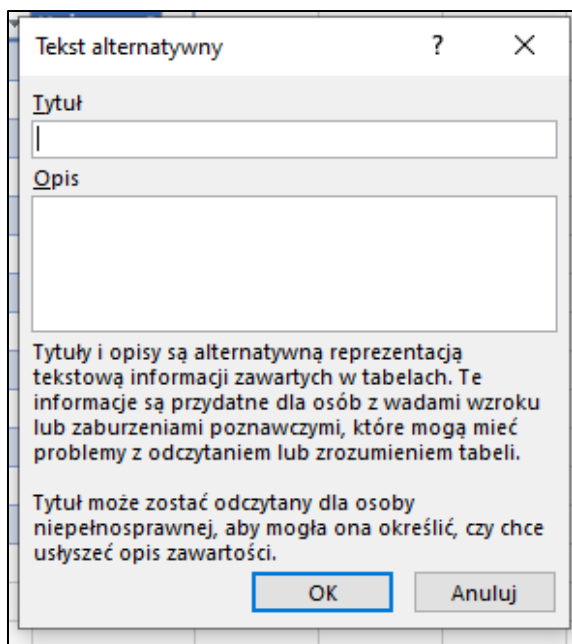 Tekst alternatywny ?
Tytuł
Opis
Tytuły i opisy są alternatywną reprezentacją
tekstową informacji zawartych w tabelach. Te
informacje są przydatne dla osób z wadami wzroku
lub zaburzeniami poznawczymi, które mogą mieć
problemy z odczytaniem lub zrozumieniem tabeli.
Tytuł może zostać odczytany dla osoby
niepełnosprawnej, aby mogła ona określić, czy chce
usłyszeć opis zawartości.
OK Anuluj